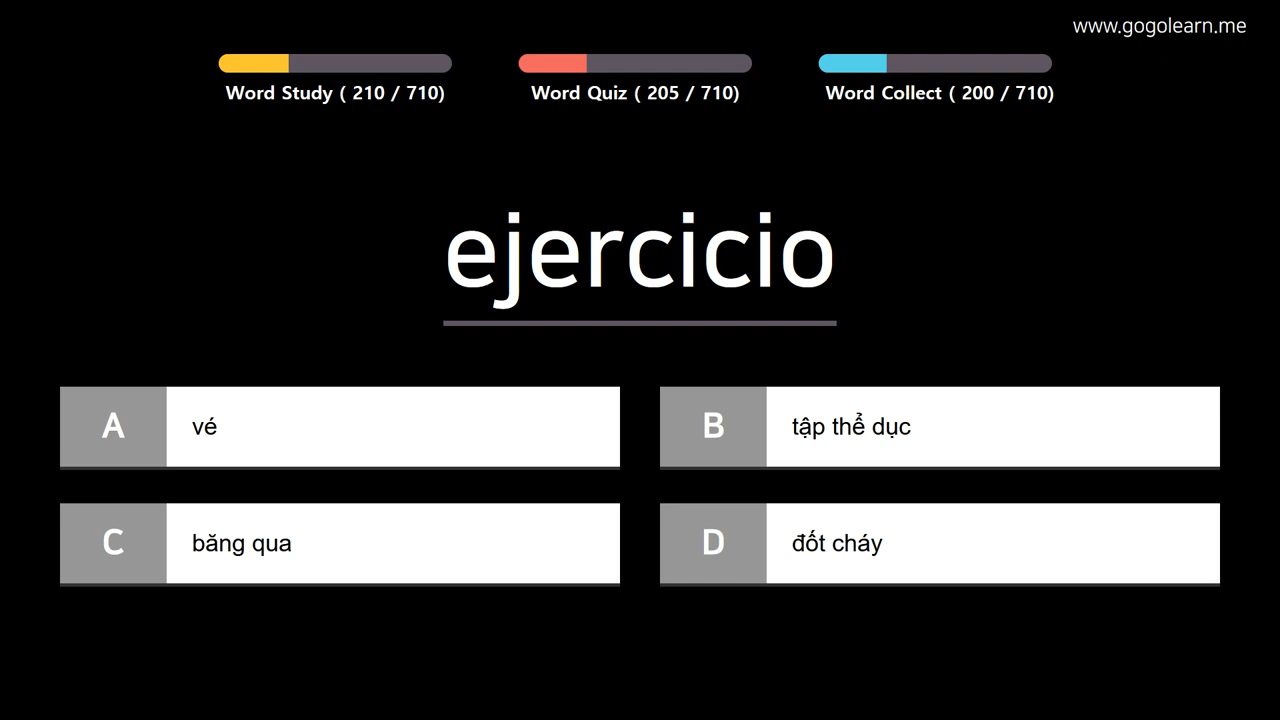 www.gogolearn.me
Word Study ( 210 / 710)
Word Quiz ( 205 / 710)
Word Collect ( 200 / 710)
ejercicio
A vé
B tập thể dục
C băng qua
D đốt cháy